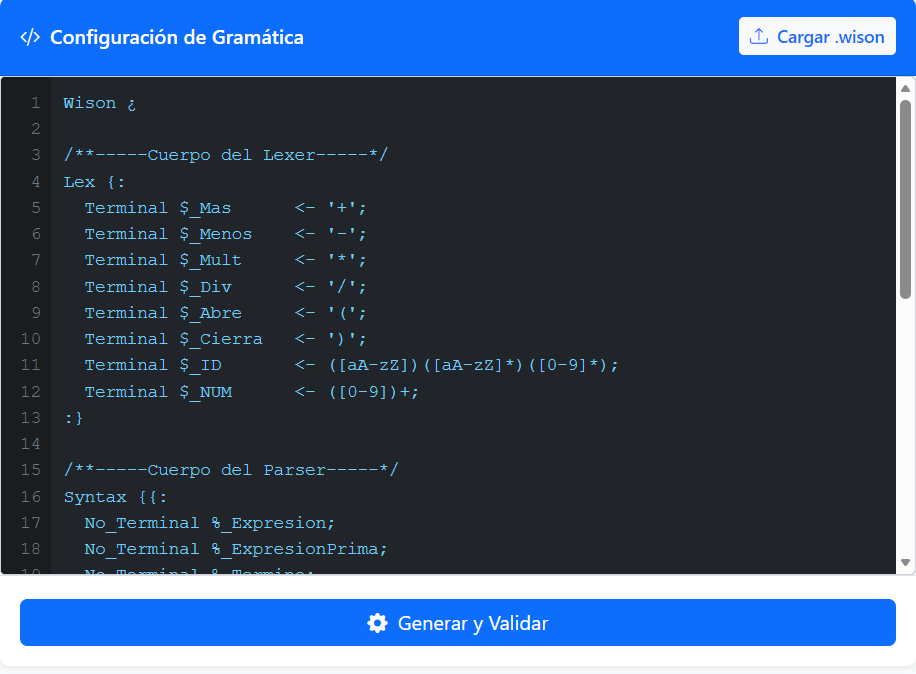 </> Configuración de Gramática
Cargar .wison
1 Wison ¿
2
3 /**-----Cuerpo del Lexer-----*/
4 Lex {:
5   Terminal $_Mas      <- '+';
6   Terminal $_Menos    <- '-';
7   Terminal $_Mult     <- '*';
8   Terminal $_Div      <- '/';
9   Terminal $_Abre     <- '(';
10   Terminal $_Cierra   <- ')';
11   Terminal $_ID       <- ([aA-zZ])([aA-zZ]*)([0-9]*);
12   Terminal $_NUM      <- ([0-9])+;
13 :}
14
15 /**-----Cuerpo del Parser-----*/
16 Syntax {{:
17   No_Terminal %_Expresion;
18   No_Terminal %_ExpresionPrima;
19   No_Terminal %_Termino;
Generar y Validar